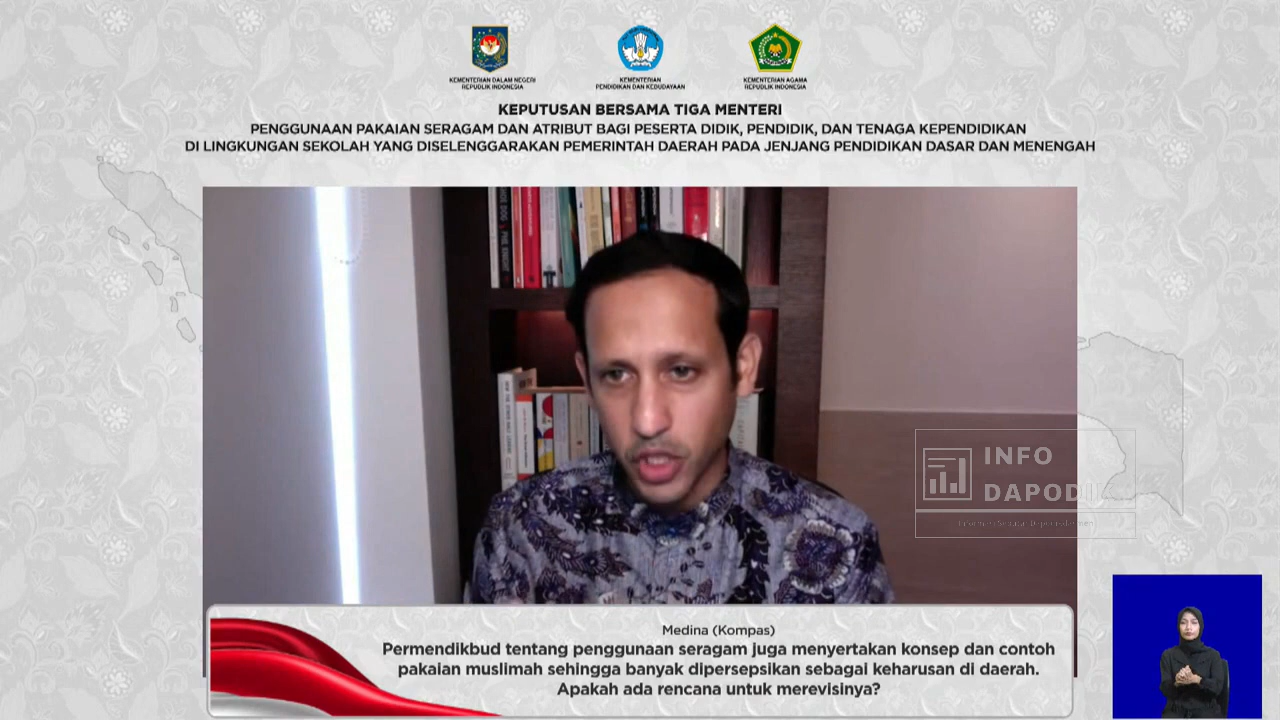 KEMENTERIAN DALAM NEGERI
REPUBLIK INDONESIA
KEMENTERIAN
PENDIDIKAN DAN KEBUDAYAAN
KEMENTERIAN AGAMA
REPUBLIK INDONESIA
KEPUTUSAN BERSAMA TIGA MENTERI
PENGGUNAAN PAKAIAN SERAGAM DAN ATRIBUT BAGI PESERTA DIDIK, PENDIDIK, DAN TENAGA KEPENDIDIKAN
DI LINGKUNGAN SEKOLAH YANG DISELENGGARAKAN PEMERINTAH DAERAH PADA JENJANG PENDIDIKAN DASAR DAN MENENGAH
INFO
DAPODIK
Medina (Kompas)
Permendikbud tentang penggunaan seragam juga menyertakan konsep dan contoh
pakaian muslimah sehingga banyak dipersepsikan sebagai keharusan di daerah.
Apakah ada rencana untuk merevisinya?